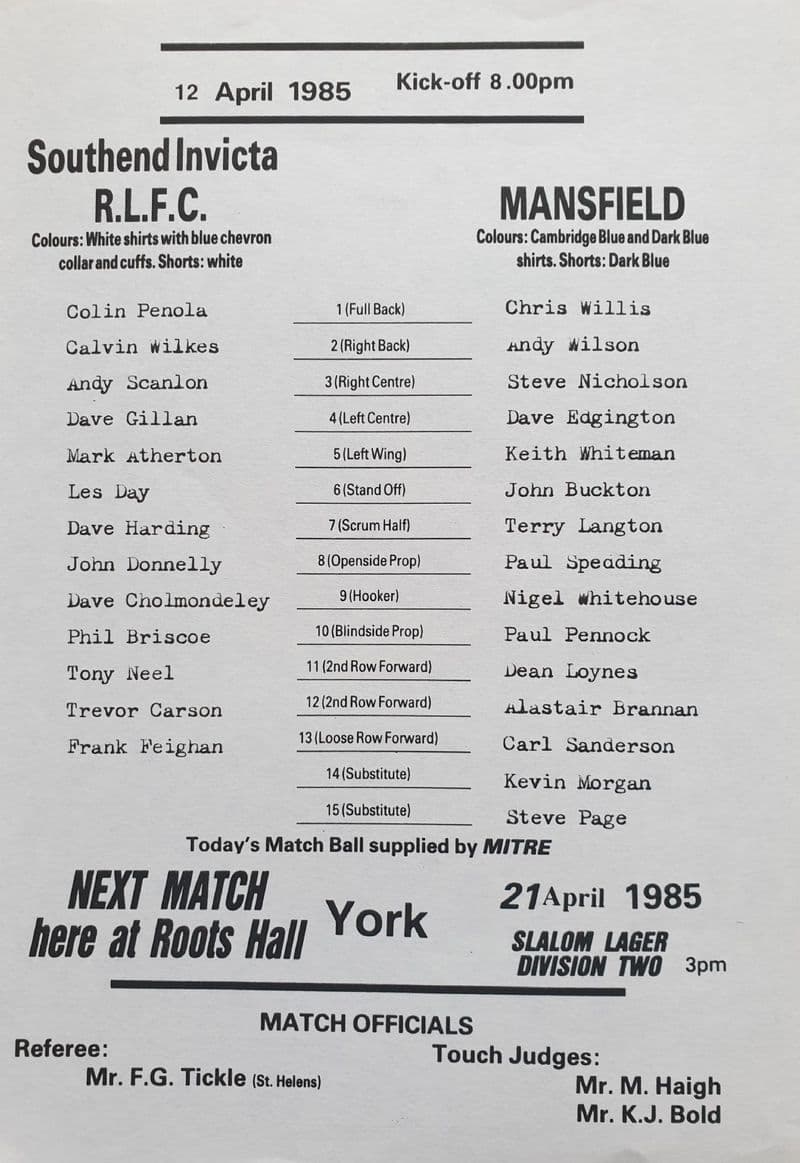 12 April 1985 Kick-off 8.00pm
Southend Invicta
R.L.F.C.
Colours: White shirts with blue chevron
collar and cuffs. Shorts: white
MANSFIELD
Colours: Cambridge Blue and Dark Blue
shirts. Shorts: Dark Blue
Colin Penola 1 (Full Back) Chris Willis
Calvin Wilkes 2 (Right Back) Andy Wilson
Andy Scanlon 3 (Right Centre) Steve Nicholson
Dave Gillan 4 (Left Centre) Dave Edgington
Mark Atherton 5 (Left Wing) Keith Whiteman
Les Day 6 (Stand Off) John Buckton
Dave Harding 7 (Scrum Half) Terry Langton
John Donnelly 8 (Openside Prop) Paul Speading
Dave Cholmondeley 9 (Hooker) Nigel Whitehouse
Phil Briscoe 10 (Blindside Prop) Paul Pennock
Tony Neel 11 (2nd Row Forward) Dean Loynes
Trevor Carson 12 (2nd Row Forward) Alastair Brannan
Frank Feighan 13 (Loose Row Forward) Carl Sanderson
14 (Substitute) Kevin Morgan
15 (Substitute) Steve Page
Today's Match Ball supplied by MITRE
NEXT MATCH
here at Roots Hall
York
21 April 1985
SLALOM LAGER
DIVISION TWO 3pm
MATCH OFFICIALS
Referee:
Mr. F.G. Tickle (St. Helens)
Touch Judges:
Mr. M. Haigh
Mr. K.J. Bold